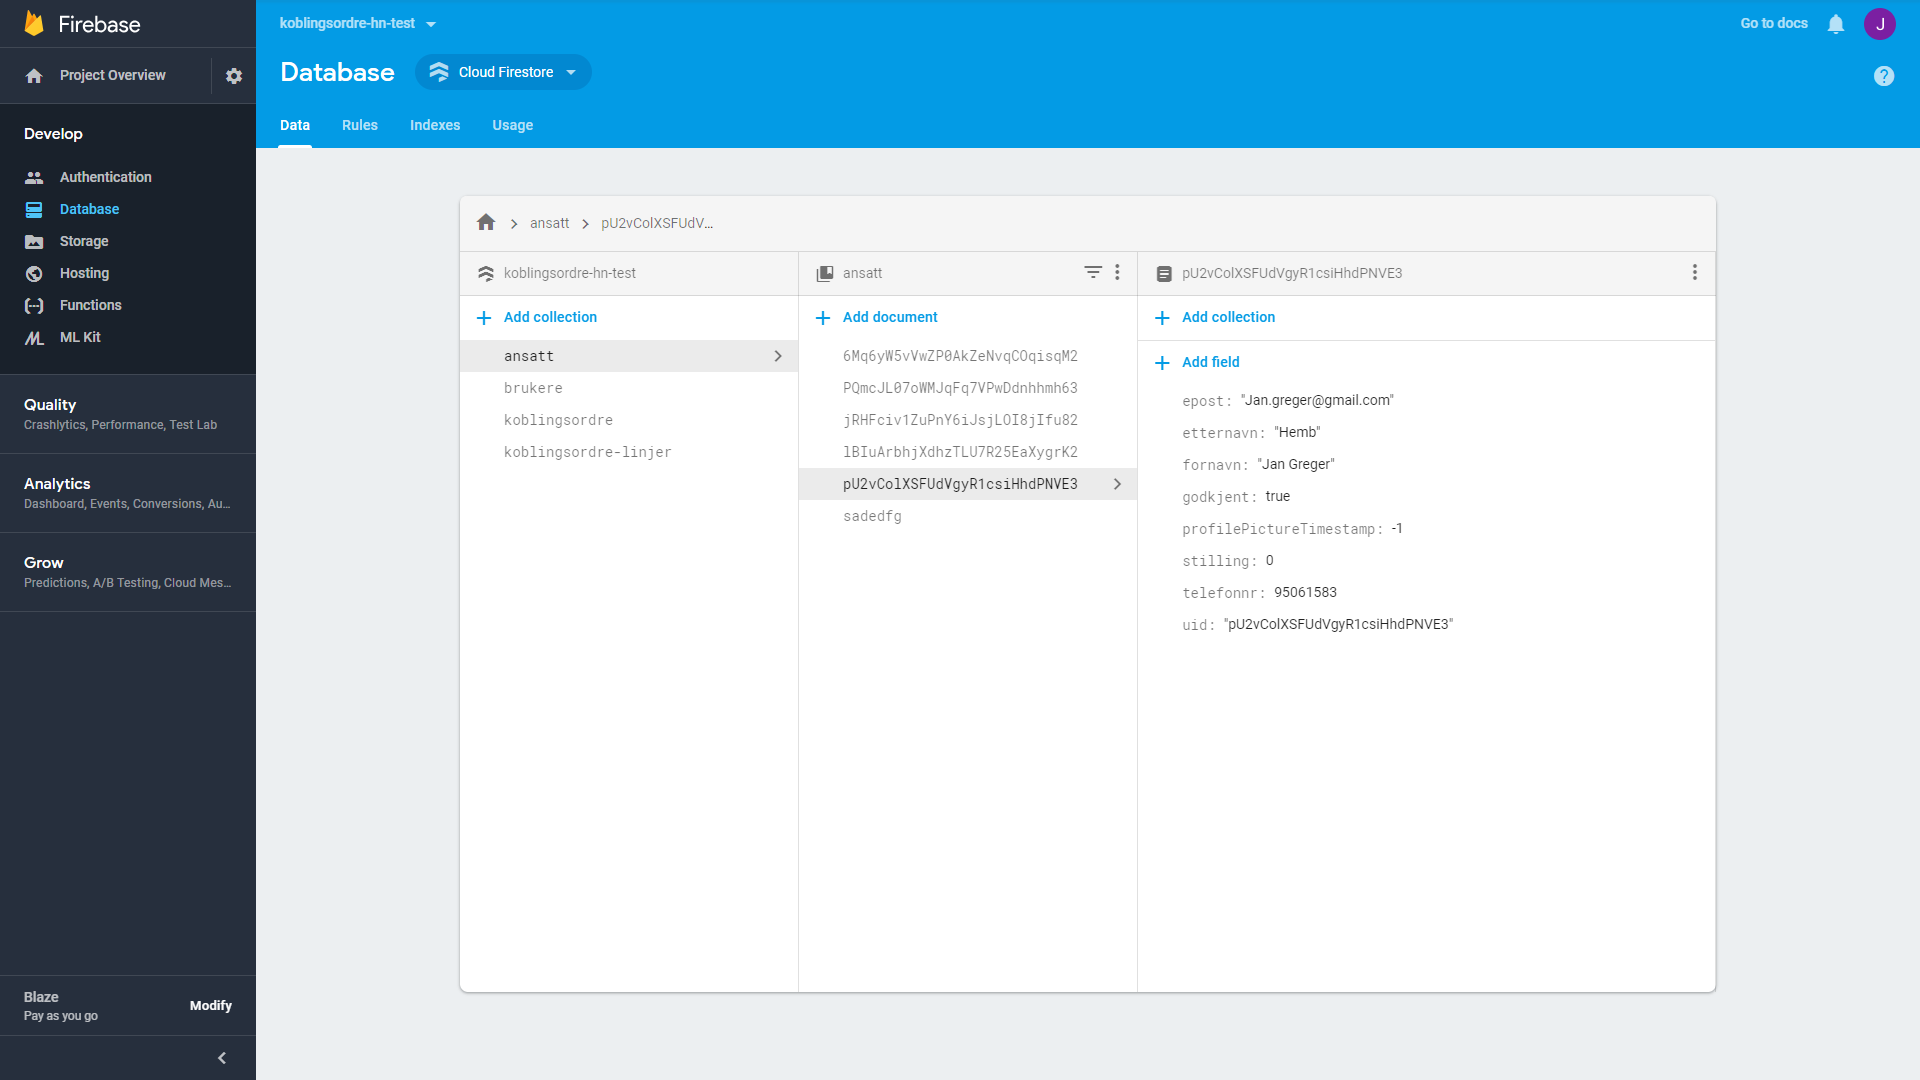 Firebase
Project Overview
Develop
Authentication
Database
Storage
Hosting
Functions
ML Kit
Quality
Crashlytics, Performance, Test Lab
Analytics
Dashboard, Events, Conversions, Au...
Grow
Predictions, A/B Testing, Cloud Mes...
Blaze
Pay as you go
Modify
koblingsordre-hn-test
Go to docs
J
Database
Cloud Firestore
Data Rules Indexes Usage
ansatt
pU2vColXSFUdV...
koblingsordre-hn-test
Add collection
ansatt
brukere
koblingsordre
koblingsordre-linjer
ansatt
Add document
6Mq6yW5vVwZP0AkZeNvqCOqisqM2
PQmcJL07oWMJqFq7VPwDdnhhmh63
jRHFciv1ZuPnY6iJsjLOI8jIfu82
lBIuArbhjXdhzTLU7R25EaXygrK2
pU2vColXSFUdVgyR1csiHhdPNVE3
sadedfg
pU2vColXSFUdVgyR1csiHhdPNVE3
Add collection
Add field
epost: "Jan.greger@gmail.com"
etternavn: "Hemb"
fornavn: "Jan Greger"
godkjent: true
profilePictureTimestamp: -1
stilling: 0
telefonnr: 95061583
uid: "pU2vColXSFUdVgyR1csiHhdPNVE3"